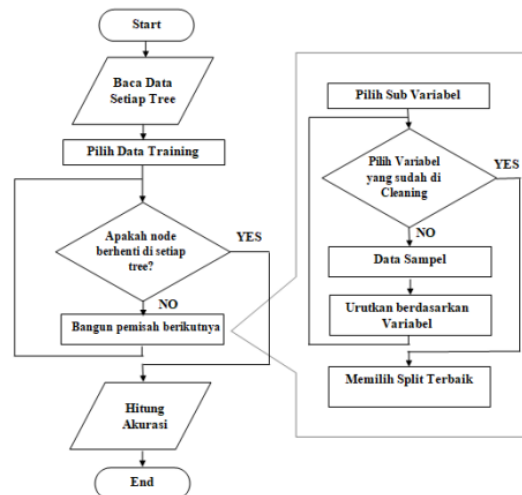 Start
Baca Data
Setiap Tree
Pilih Data Training
Apakah node
berhenti di setiap
tree?
YES
NO
Bangun pemisah berikutnya
Hitung
Akurasi
End
Pilih Sub Variabel
Pilih Variabel
yang sudah di
Cleaning
YES
NO
Data Sampel
Urutkan berdasarkan
Variabel
Memilih Split Terbaik